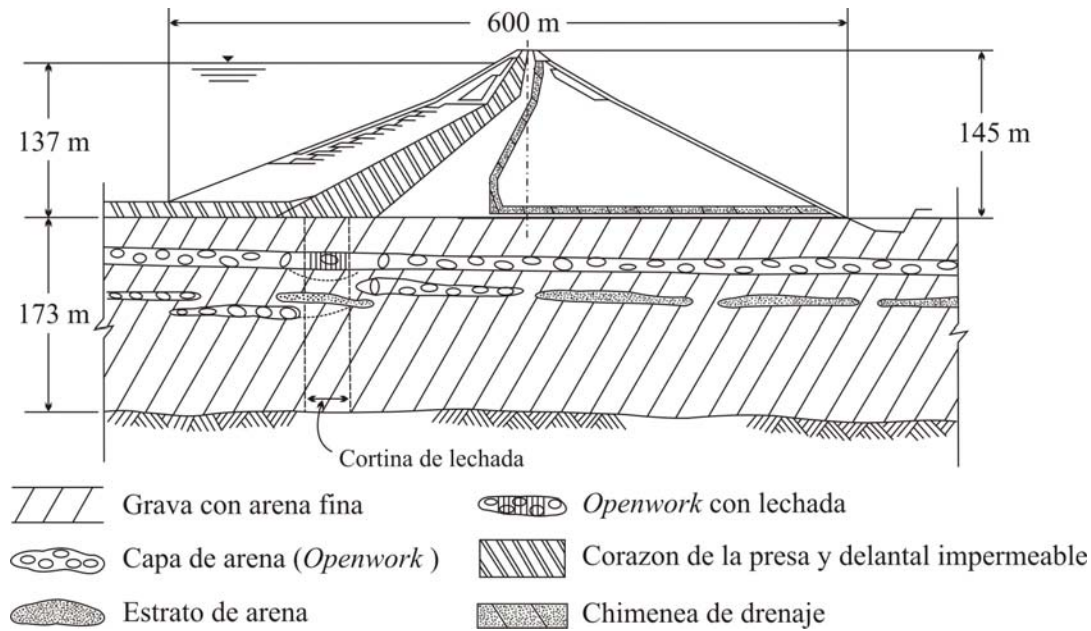 600 m
137 m
145 m
173 m
Cortina de lechada
Grava con arena fina
Openwork con lechada
Capa de arena (Openwork )
Corazon de la presa y delantal impermeable
Estrato de arena
Chimenea de drenaje